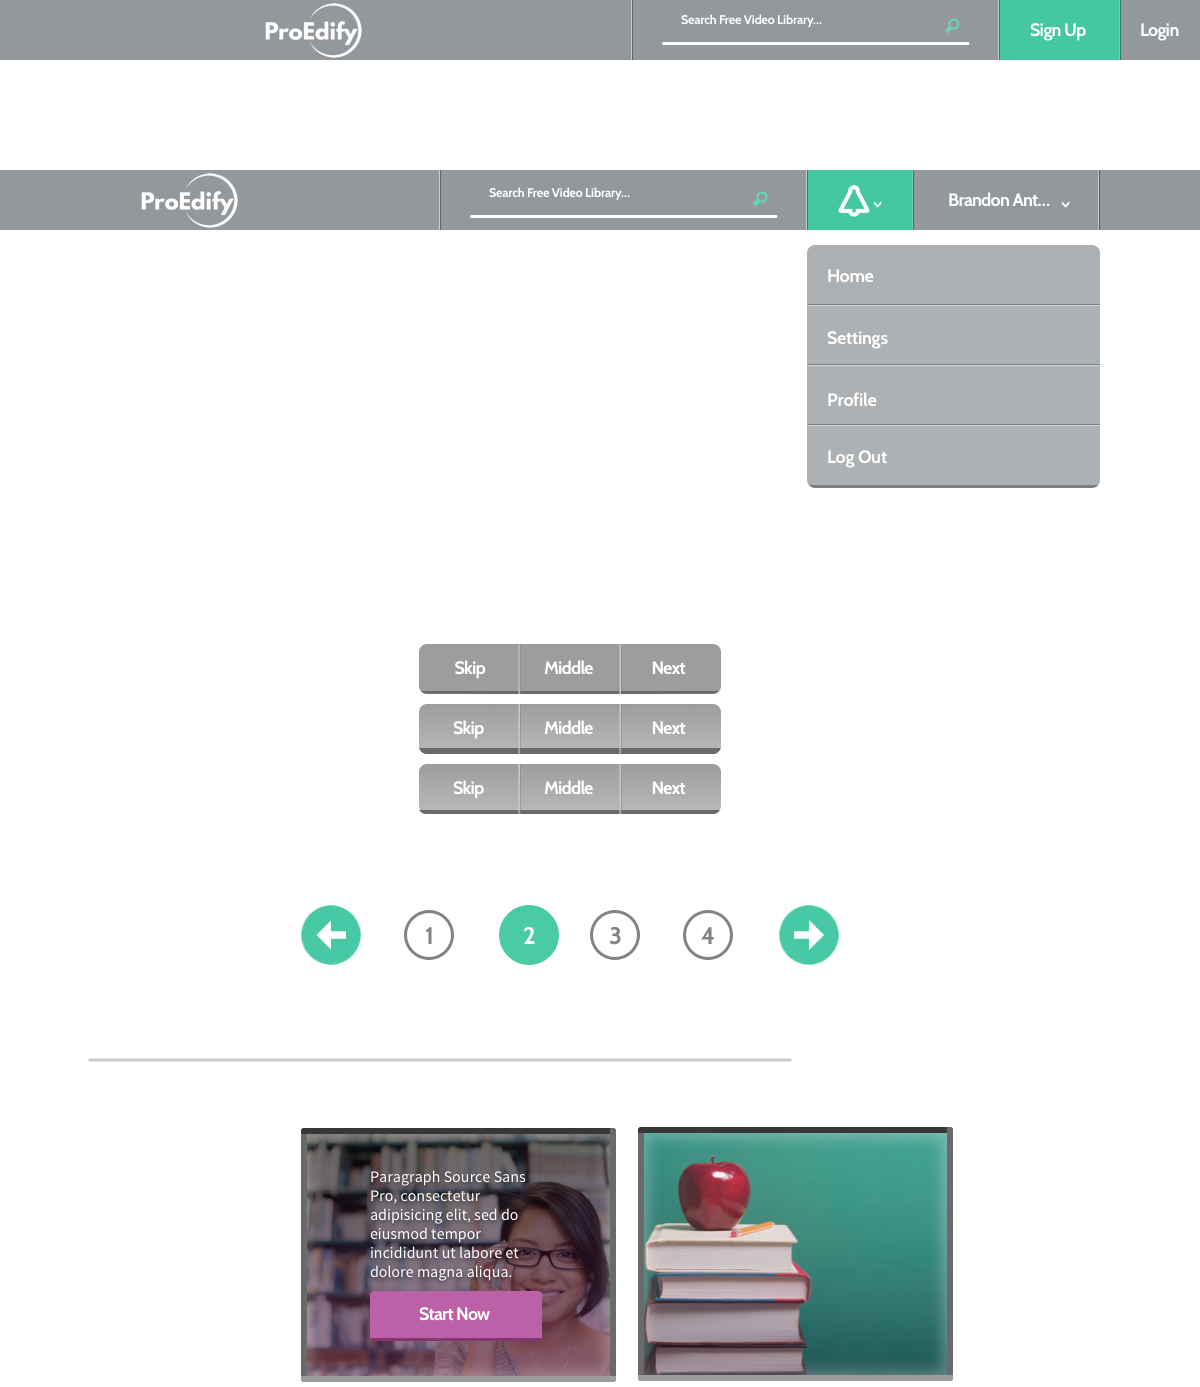 ProEdify
Search Free Video Library...
Sign Up
Login
ProEdify
Search Free Video Library...
Brandon Ant...
Home
Settings
Profile
Log Out
Skip Middle Next
Skip Middle Next
Skip Middle Next
1 2 3 4
Paragraph Source Sans
Pro, consectetur
adipisicing elit, sed do
eiusmod tempor
incididunt ut labore et
dolore magna aliqua.
Start Now